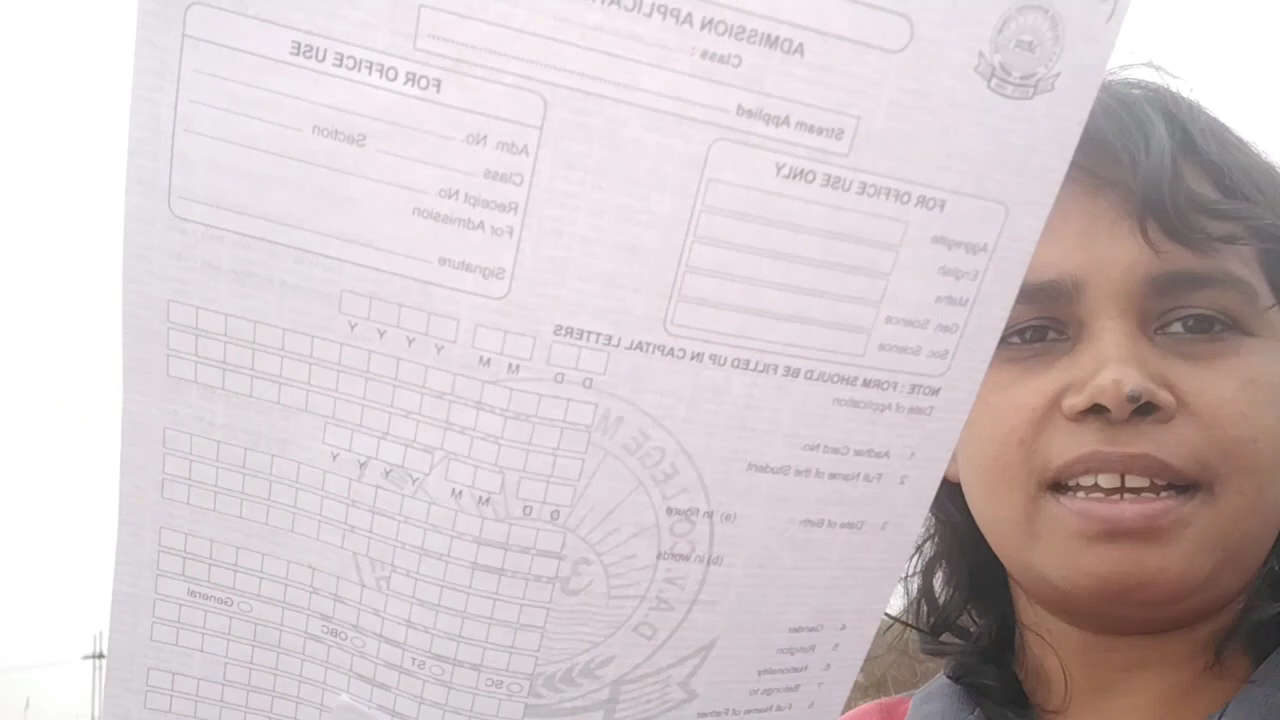 ADMISSION APPLICATI
Class :
Stream Applied
FOR OFFICE USE ONLY
Aggregate
English
Maths
Gen. Science
Soc. Science
FOR OFFICE USE
Adm No. Section
Class
Receipt No.
For Admission
Signature
NOTE : FORM SHOULD BE FILLED UP IN CAPITAL LETTERS
Date of Application
D D M M Y Y Y Y
1 Aadhar Card No.
2 Full Name of the Student
3 Date of Birth (a) In figure
D D M M Y Y Y Y
(b) In words
4. Gender
5. Religion
6. Nationality
7 Belongs to SC ST OBC General
8 Full Name of Father
D.A.V. COLLEGE M